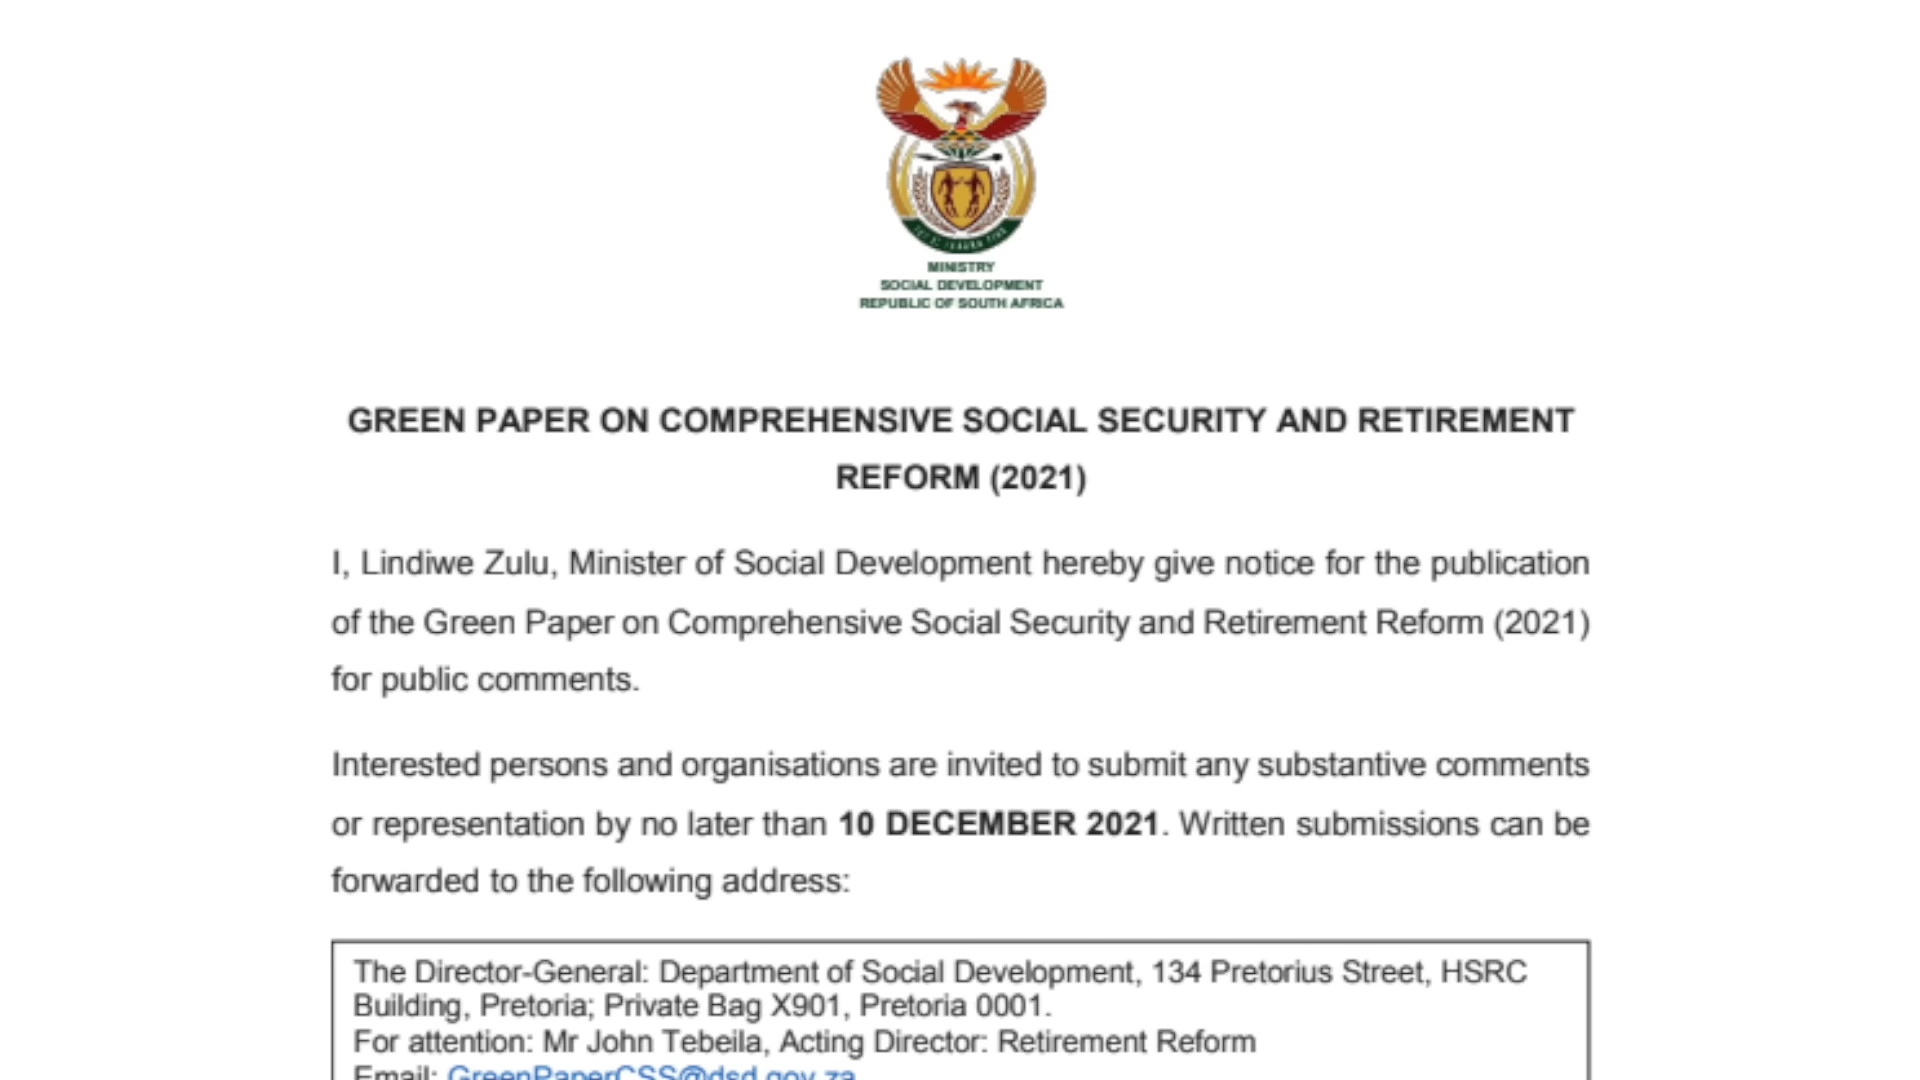 MINISTRY
SOCIAL DEVELOPMENT
REPUBLIC OF SOUTH AFRICA
GREEN PAPER ON COMPREHENSIVE SOCIAL SECURITY AND RETIREMENT
REFORM (2021)
I, Lindiwe Zulu, Minister of Social Development hereby give notice for the publication
of the Green Paper on Comprehensive Social Security and Retirement Reform (2021)
for public comments.
Interested persons and organisations are invited to submit any substantive comments
or representation by no later than 10 DECEMBER 2021. Written submissions can be
forwarded to the following address:
The Director-General: Department of Social Development, 134 Pretorius Street, HSRC
Building, Pretoria; Private Bag X901, Pretoria 0001.
For attention: Mr John Tebeila, Acting Director: Retirement Reform
Email: GreenPaperCSS@dsd.gov.za